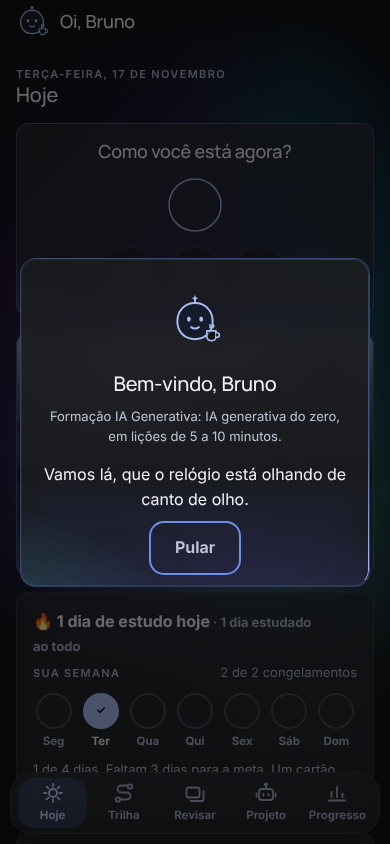 Oi, Bruno
TERÇA-FEIRA, 17 DE NOVEMBRO
Hoje
Como você está agora?
Bem-vindo, Bruno
Formação IA Generativa: IA generativa do zero,
em lições de 5 a 10 minutos.
Vamos lá, que o relógio está olhando de
canto de olho.
Pular
🔥 1 dia de estudo hoje · 1 dia estudado
ao todo
SUA SEMANA 2 de 2 congelamentos
Seg Ter Qua Qui Sex Sáb Dom
1 de 4 dias. Faltam 3 dias para a meta. Um cartão
Hoje Trilha Revisar Projeto Progresso